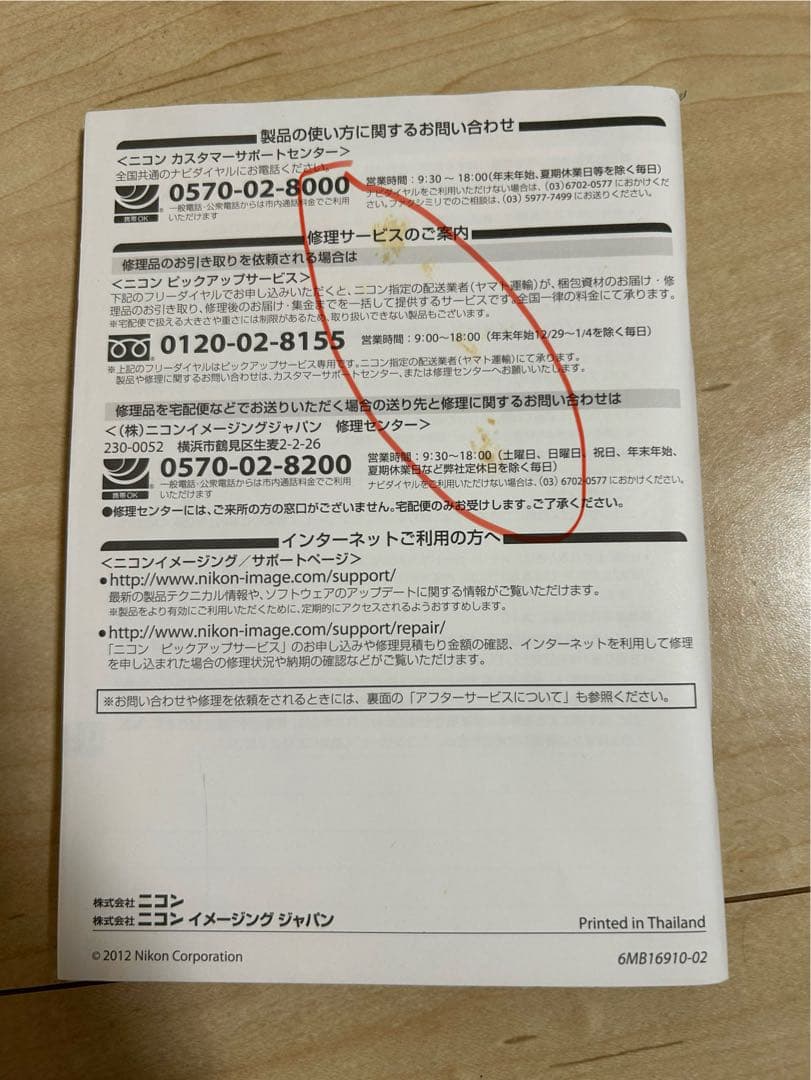 製品の使い方に関するお問い合わせ
＜ニコン カスタマーサポートセンター＞
全国共通のナビダイヤルにお電話ください。
0570-02-8000
携帯OK
一般電話・公衆電話からは市内通話料金でご利用
いただけます
営業時間：9:30 ～ 18:00（年末年始、夏期休業日等を除く毎日）
ナビダイヤルをご利用いただけない場合は、（03）6702-0577 におかけくだ
さい。ファクシミリでのご相談は、（03）5977-7499 にお送りください。
修理サービスのご案内
修理品のお引き取りを依頼される場合は
＜ニコン ピックアップサービス＞
下記のフリーダイヤルでお申し込みいただくと、ニコン指定の配送業者（ヤマト運輸）が、梱包資材のお届け・修
理品のお引き取り、修理後のお届け・集金までを一括して提供するサービスです。全国一律の料金にて承ります。
※宅配便で扱える大きさや重さには制限があるため、取り扱いできない製品もございます。
0120-02-8155
営業時間：9:00～18:00（年末年始12/29～1/4を除く毎日）
※上記のフリーダイヤルはピックアップサービス専用です。ニコン指定の配送業者（ヤマト運輸）にて承ります。
製品や修理に関するお問い合わせは、カスタマーサポートセンター、または修理センターへお願いいたします。
修理品を宅配便などでお送りいただく場合の送り先と修理に関するお問い合わせは
＜（株）ニコンイメージングジャパン　修理センター＞
230-0052　横浜市鶴見区生麦2-2-26
0570-02-8200
携帯OK
一般電話・公衆電話からは市内通話料金でご利用
いただけます
営業時間：9:30～18:00（土曜日、日曜日、祝日、年末年始、
夏期休業日など弊社定休日を除く毎日）
ナビダイヤルをご利用いただけない場合は、（03）6702-0577 におかけください。
●修理センターには、ご来所の方の窓口がございません。宅配便のみお受けします。ご了承ください。
インターネットご利用の方へ
＜ニコンイメージング／サポートページ＞
●http://www.nikon-image.com/support/
最新の製品テクニカル情報や、ソフトウェアのアップデートに関する情報がご覧いただけます。
※製品をより有効にご利用いただくために、定期的にアクセスされるようおすすめします。
●http://www.nikon-image.com/support/repair/
「ニコン　ピックアップサービス」のお申し込みや修理見積もり金額の確認、インターネットを利用して修理
を申し込まれた場合の修理状況や納期の確認などがご覧いただけます。
※お問い合わせや修理を依頼をされるときには、裏面の「アフターサービスについて」も参照ください。
株式会社 ニコン
株式会社 ニコン イメージング ジャパン
Printed in Thailand
© 2012 Nikon Corporation
6MB16910-02